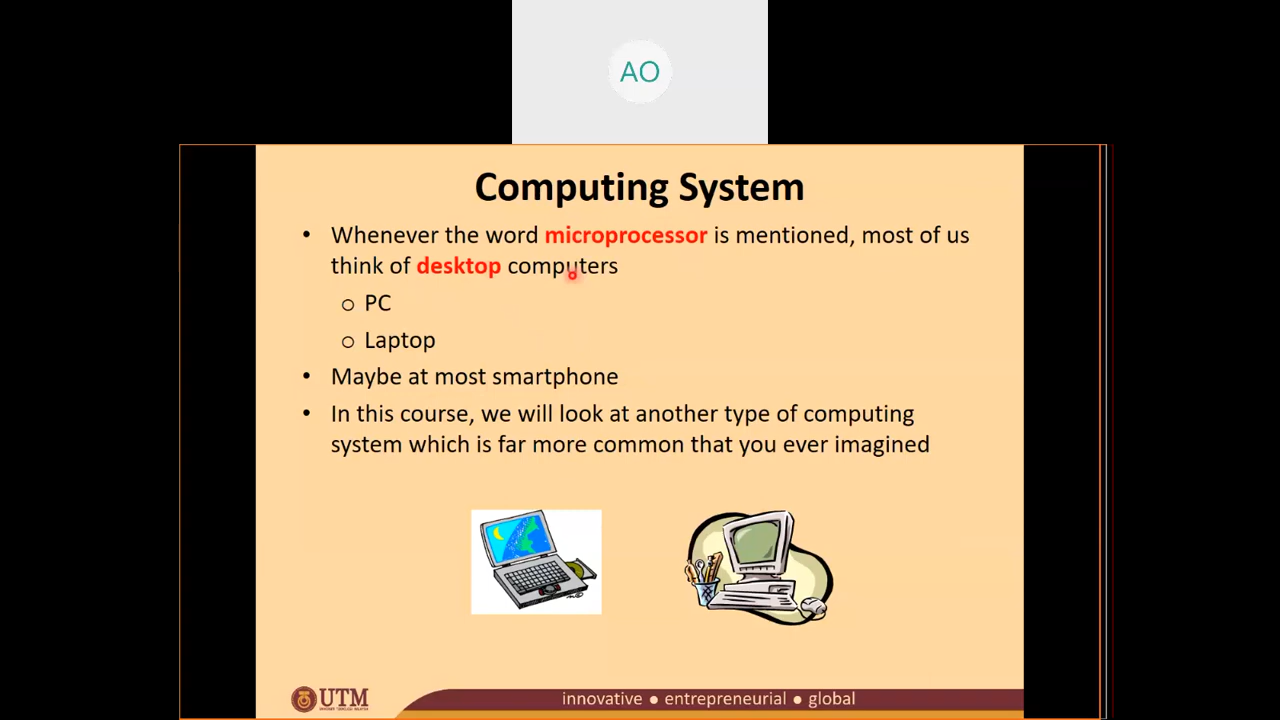 AO
Computing System
• Whenever the word microprocessor is mentioned, most of us
think of desktop computers
o PC
o Laptop
• Maybe at most smartphone
• In this course, we will look at another type of computing
system which is far more common that you ever imagined
UTM
innovative ● entrepreneurial ● global